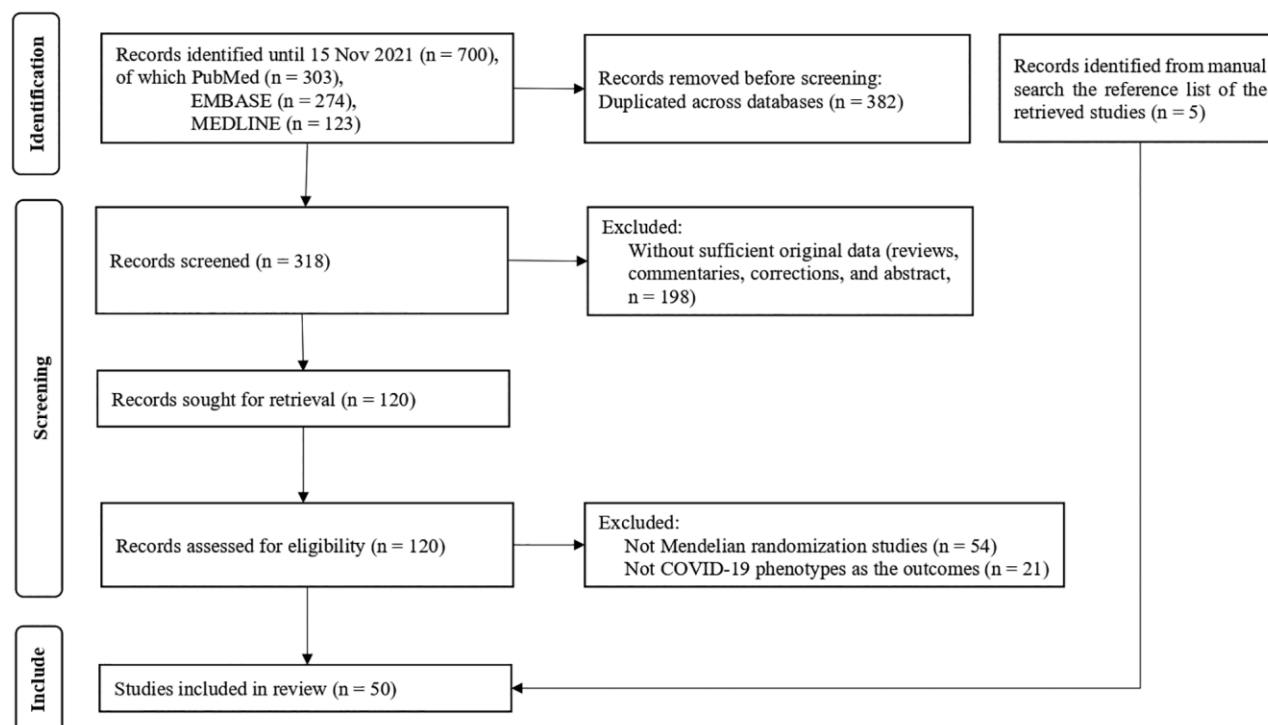 Identification
Records identified until 15 Nov 2021 (n = 700),
of which PubMed (n = 303),
EMBASE (n = 274),
MEDLINE (n = 123)
Records removed before screening:
Duplicated across databases (n = 382)
Records identified from manual
search the reference list of the
retrieved studies (n = 5)
Screening
Records screened (n = 318)
Excluded:
Without sufficient original data (reviews,
commentaries, corrections, and abstract,
n = 198)
Records sought for retrieval (n = 120)
Records assessed for eligibility (n = 120)
Excluded:
Not Mendelian randomization studies (n = 54)
Not COVID-19 phenotypes as the outcomes (n = 21)
Include
Studies included in review (n = 50)